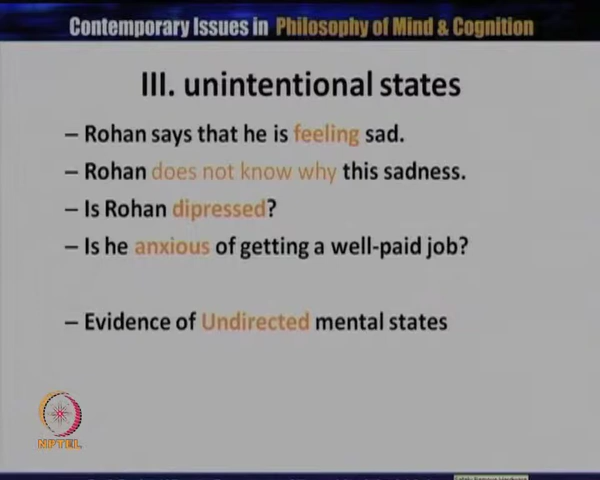 Contemporary Issues in Philosophy of Mind & Cognition
III. unintentional states
– Rohan says that he is feeling sad.
– Rohan does not know why this sadness.
– Is Rohan dipressed?
– Is he anxious of getting a well-paid job?
– Evidence of Undirected mental states
NPTEL